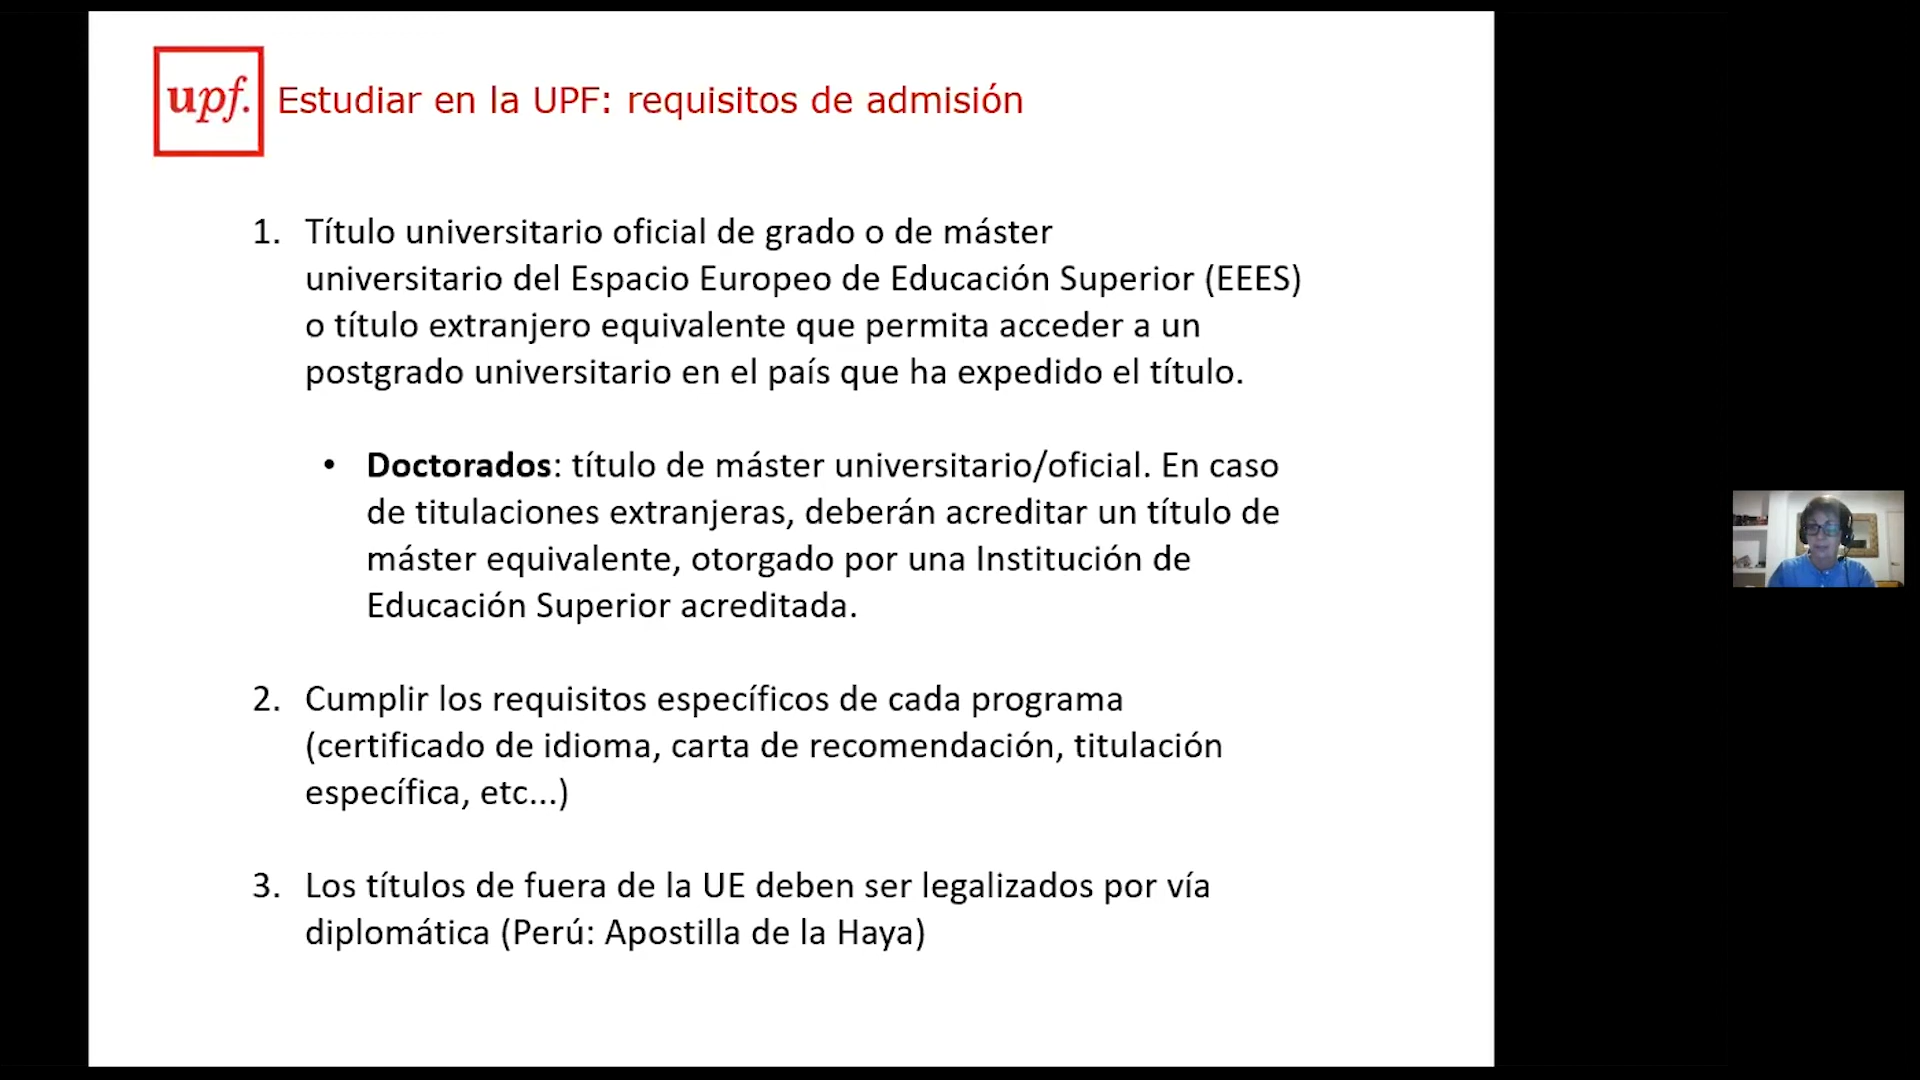 upf.
Estudiar en la UPF: requisitos de admisión
1. Título universitario oficial de grado o de máster
universitario del Espacio Europeo de Educación Superior (EEES)
o título extranjero equivalente que permita acceder a un
postgrado universitario en el país que ha expedido el título.
• Doctorados: título de máster universitario/oficial. En caso
de titulaciones extranjeras, deberán acreditar un título de
máster equivalente, otorgado por una Institución de
Educación Superior acreditada.
2. Cumplir los requisitos específicos de cada programa
(certificado de idioma, carta de recomendación, titulación
específica, etc...)
3. Los títulos de fuera de la UE deben ser legalizados por vía
diplomática (Perú: Apostilla de la Haya)